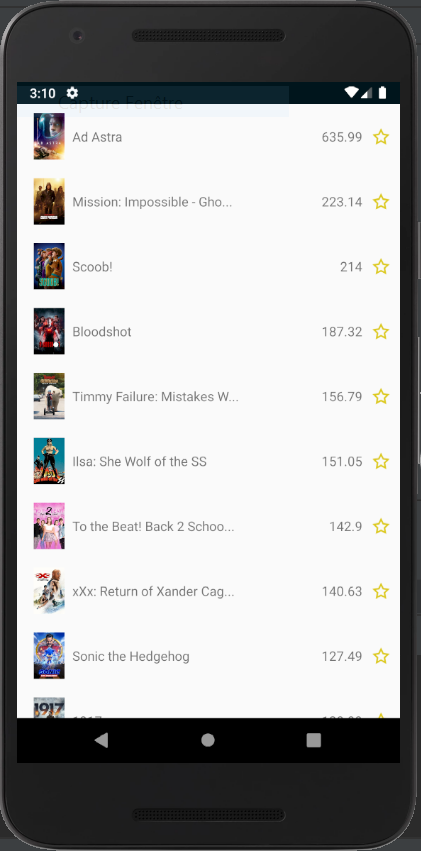 3:10
Capture Fenêtre
Ad Astra 635.99
Mission: Impossible - Gho... 223.14
Scoob! 214
Bloodshot 187.32
Timmy Failure: Mistakes W... 156.79
Ilsa: She Wolf of the SS 151.05
To the Beat! Back 2 Schoo... 142.9
xXx: Return of Xander Cag... 140.63
Sonic the Hedgehog 127.49
1917